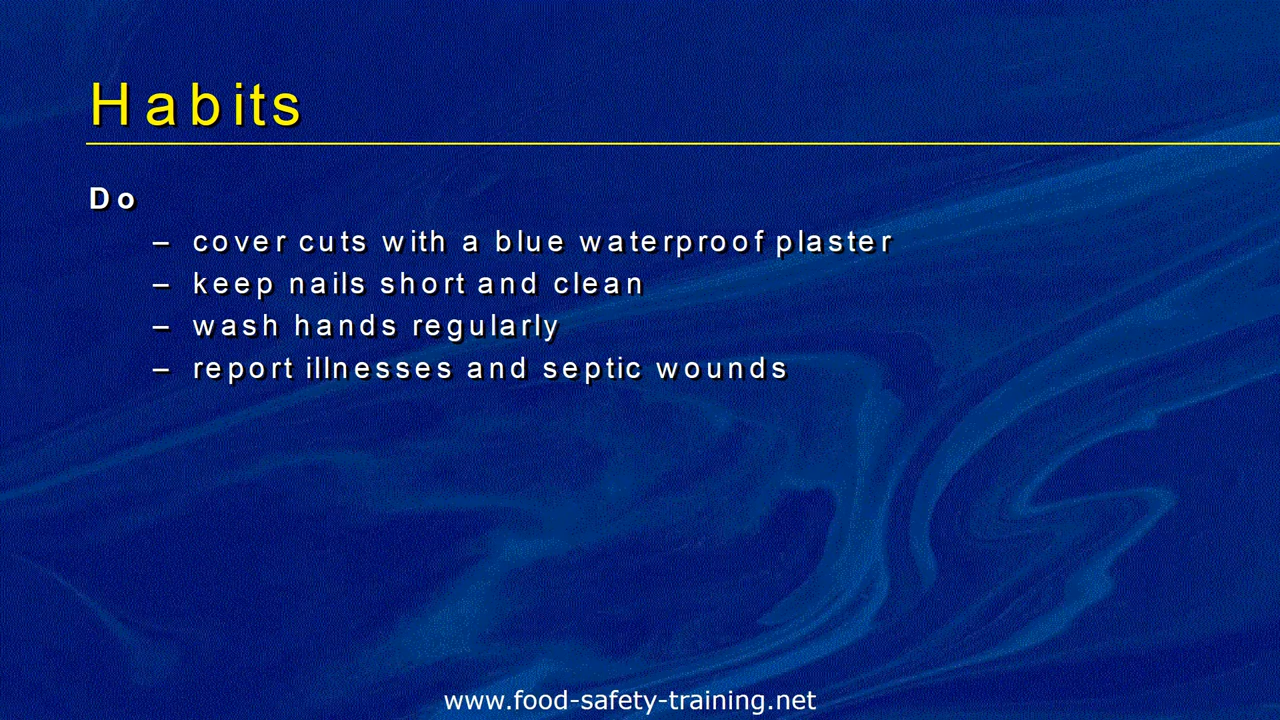 Habits
Do
– cover cuts with a blue waterproof plaster
– keep nails short and clean
– wash hands regularly
– report illnesses and septic wounds
www.food-safety-training.net